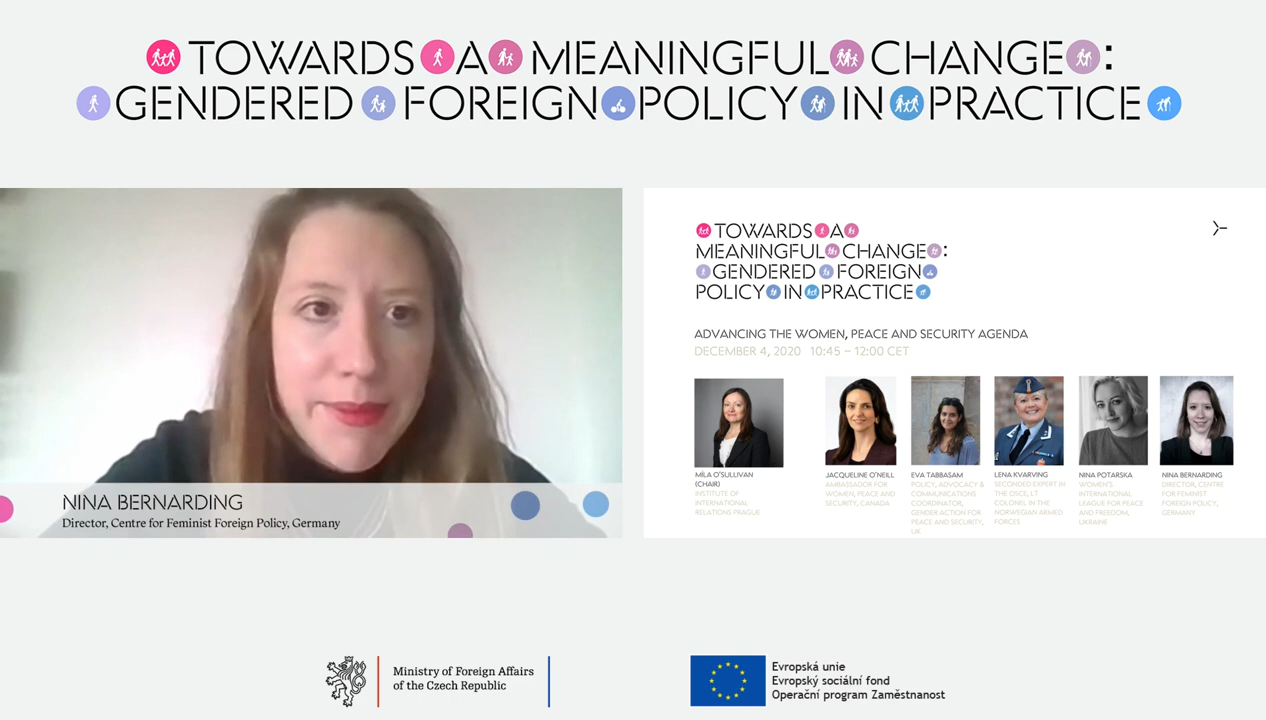 TOWARDS A MEANINGFUL CHANGE:
GENDERED FOREIGN POLICY IN PRACTICE
NINA BERNARDING
Director, Centre for Feminist Foreign Policy, Germany
TOWARDS A
MEANINGFUL CHANGE:
GENDERED FOREIGN
POLICY IN PRACTICE
ADVANCING THE WOMEN, PEACE AND SECURITY AGENDA
DECEMBER 4, 2020 10:45 – 12:00 CET
MÍLA O'SULLIVAN
(CHAIR)
INSTITUTE OF
INTERNATIONAL
RELATIONS PRAGUE
JACQUELINE O'NEILL
AMBASSADOR FOR
WOMEN, PEACE AND
SECURITY, CANADA
EVA TABBASAM
POLICY, ADVOCACY &
COMMUNICATIONS
COORDINATOR,
GENDER ACTION FOR
PEACE AND SECURITY,
UK
LENA KVARVING
SECONDED EXPERT IN
THE OSCE, LT
COLONEL IN THE
NORWEGIAN ARMED
FORCES
NINA POTARSKA
WOMEN'S
INTERNATIONAL
LEAGUE FOR PEACE
AND FREEDOM,
UKRAINE
NINA BERNARDING
DIRECTOR, CENTRE
FOR FEMINIST
FOREIGN POLICY,
GERMANY
Ministry of Foreign Affairs
of the Czech Republic
Evropská unie
Evropský sociální fond
Operační program Zaměstnanost